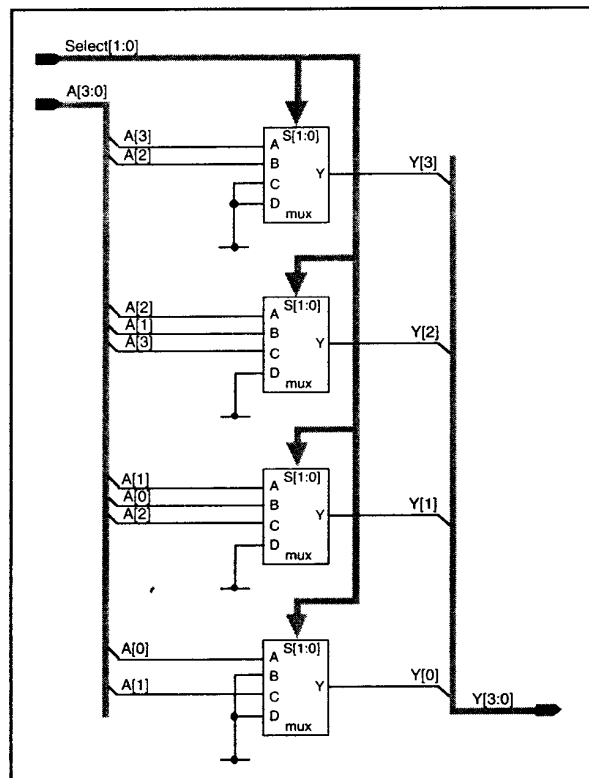 Select[1:0]
A[3:0]
S[1:0}
A[3]
A
A[2]
B
C
D
Y
mux
Y[3]
S[1:0}
A[2]
A
A[1]
B
A[3]
C
D
Y
mux
Y[2]
S[1:0}
A[1]
A
A[0]
B
A[2]
C
D
Y
mux
Y[1]
S[1:0}
A[0]
A
B
A[1]
C
D
Y
mux
Y[0]
Y[3:0]